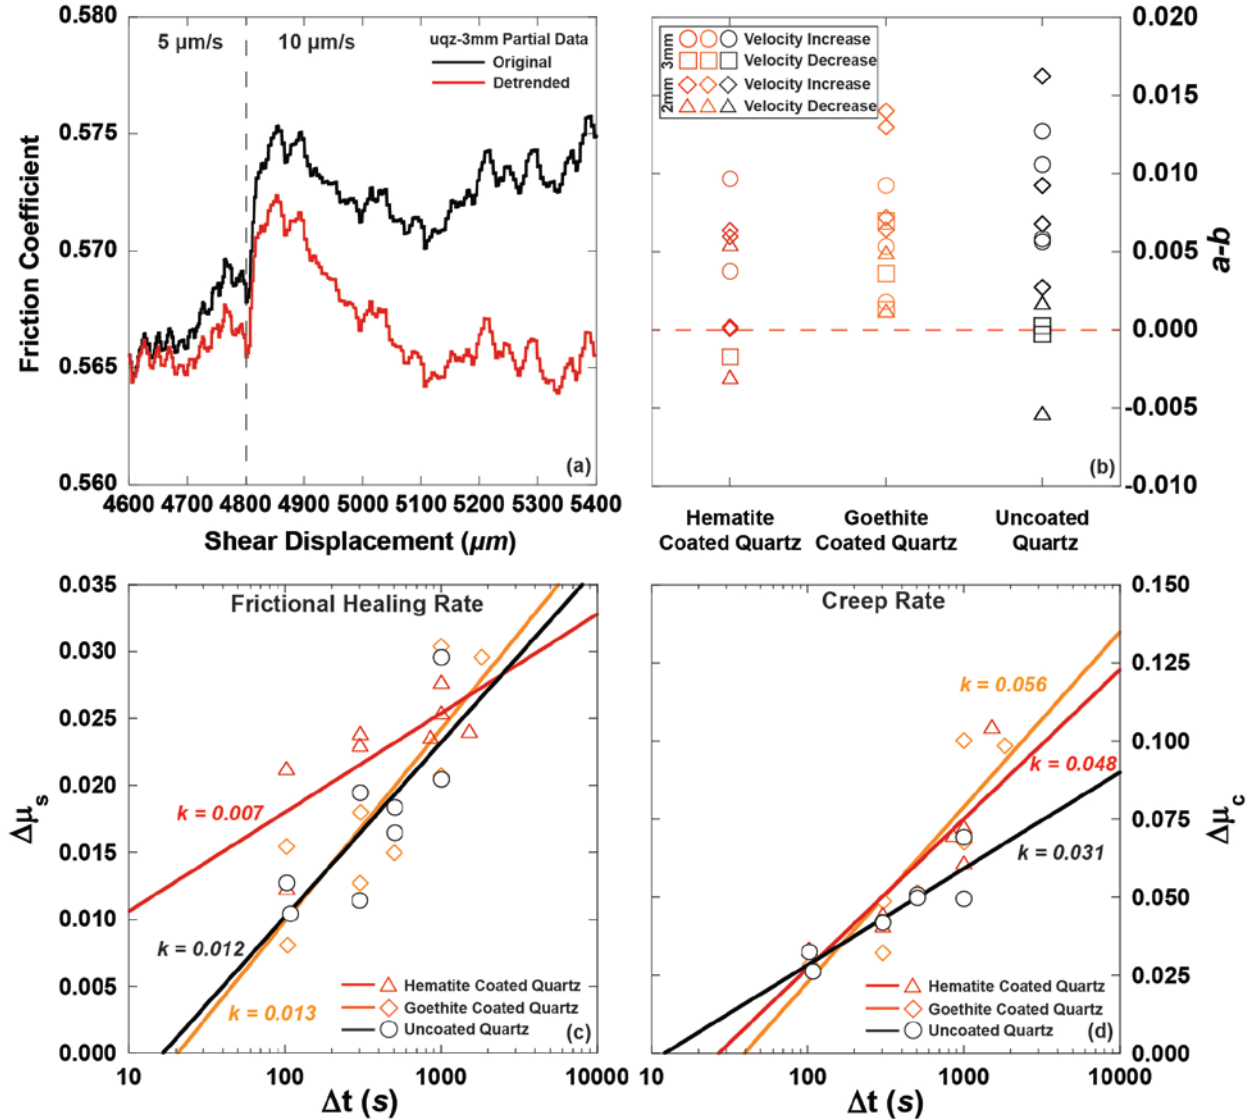 0.580
0.575
0.570
0.565
0.560
Friction Coefficient
5 µm/s
10 µm/s
uqz-3mm Partial Data
Original
Detrended
(a)
4600 4700 4800 4900 5000 5100 5200 5300 5400
Shear Displacement (µm)
3mm
2mm
Velocity Increase
Velocity Decrease
Velocity Increase
Velocity Decrease
0.020
0.015
0.010
0.005
0.000
-0.005
-0.010
a-b
(b)
Hematite
Coated Quartz
Goethite
Coated Quartz
Uncoated
Quartz
0.035
0.030
0.025
0.020
0.015
0.010
0.005
0.000
Δµs
Frictional Healing Rate
k = 0.007
k = 0.012
k = 0.013
Hematite Coated Quartz
Goethite Coated Quartz
Uncoated Quartz
(c)
10 100 1000 10000
Δt (s)
Creep Rate
k = 0.056
k = 0.048
k = 0.031
Hematite Coated Quartz
Goethite Coated Quartz
Uncoated Quartz
(d)
0.150
0.125
0.100
0.075
0.050
0.025
0.000
Δµc
10 100 1000 10000
Δt (s)